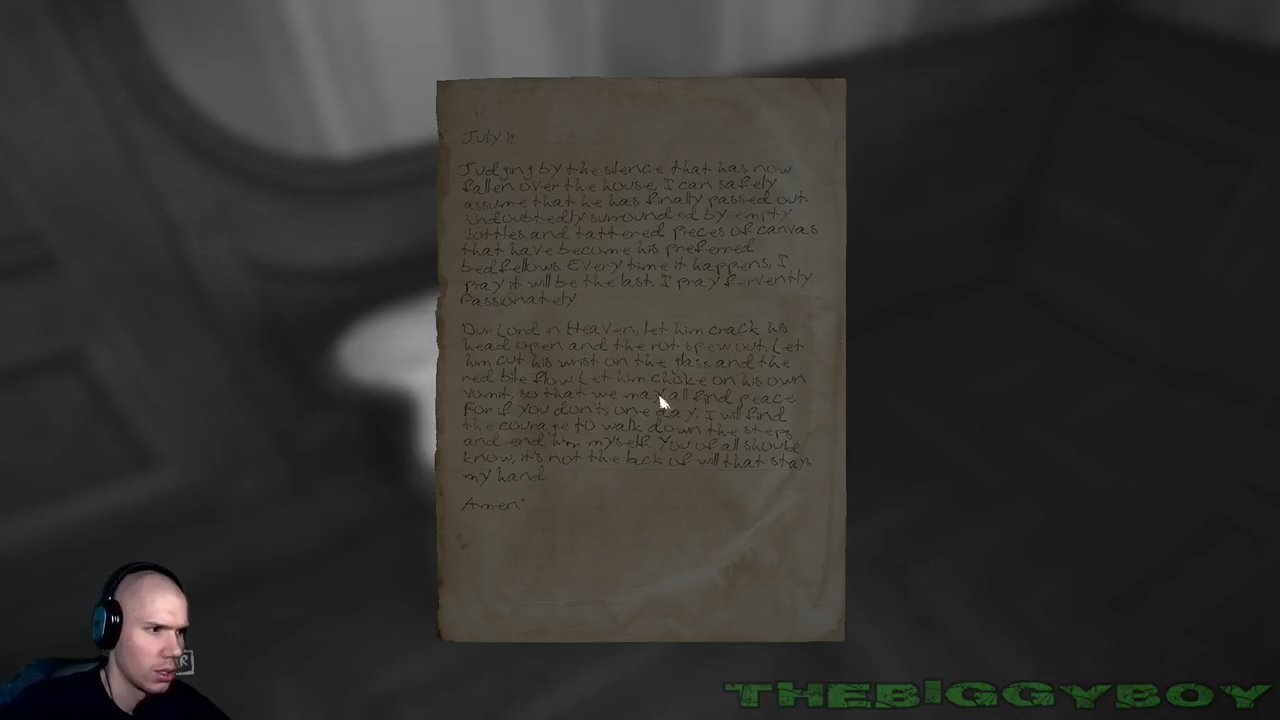 July
Judging by the silence that has now
fallen over the house, I can safely
assume that he has finally passed out.
Undoubtedly surrounded by empty
bottles and tattered pieces of canvas
that have become his preferred
bedfellows. Every time it happens, I
pray it will be the last. I pray fervently.
Passionately.
Our Lord in Heaven, let him crack his
head open and the rot spew out. Let
him cut his wrist on the glass and the
red bile flow. Let him choke on his own
vomit, so that we may all find peace
For if you don't, one day, I will find
the courage to walk down the steps
and end him myself. You of all should
know, it's not the lack of will that stays
my hand
Amen.
THEBIGGYBOY